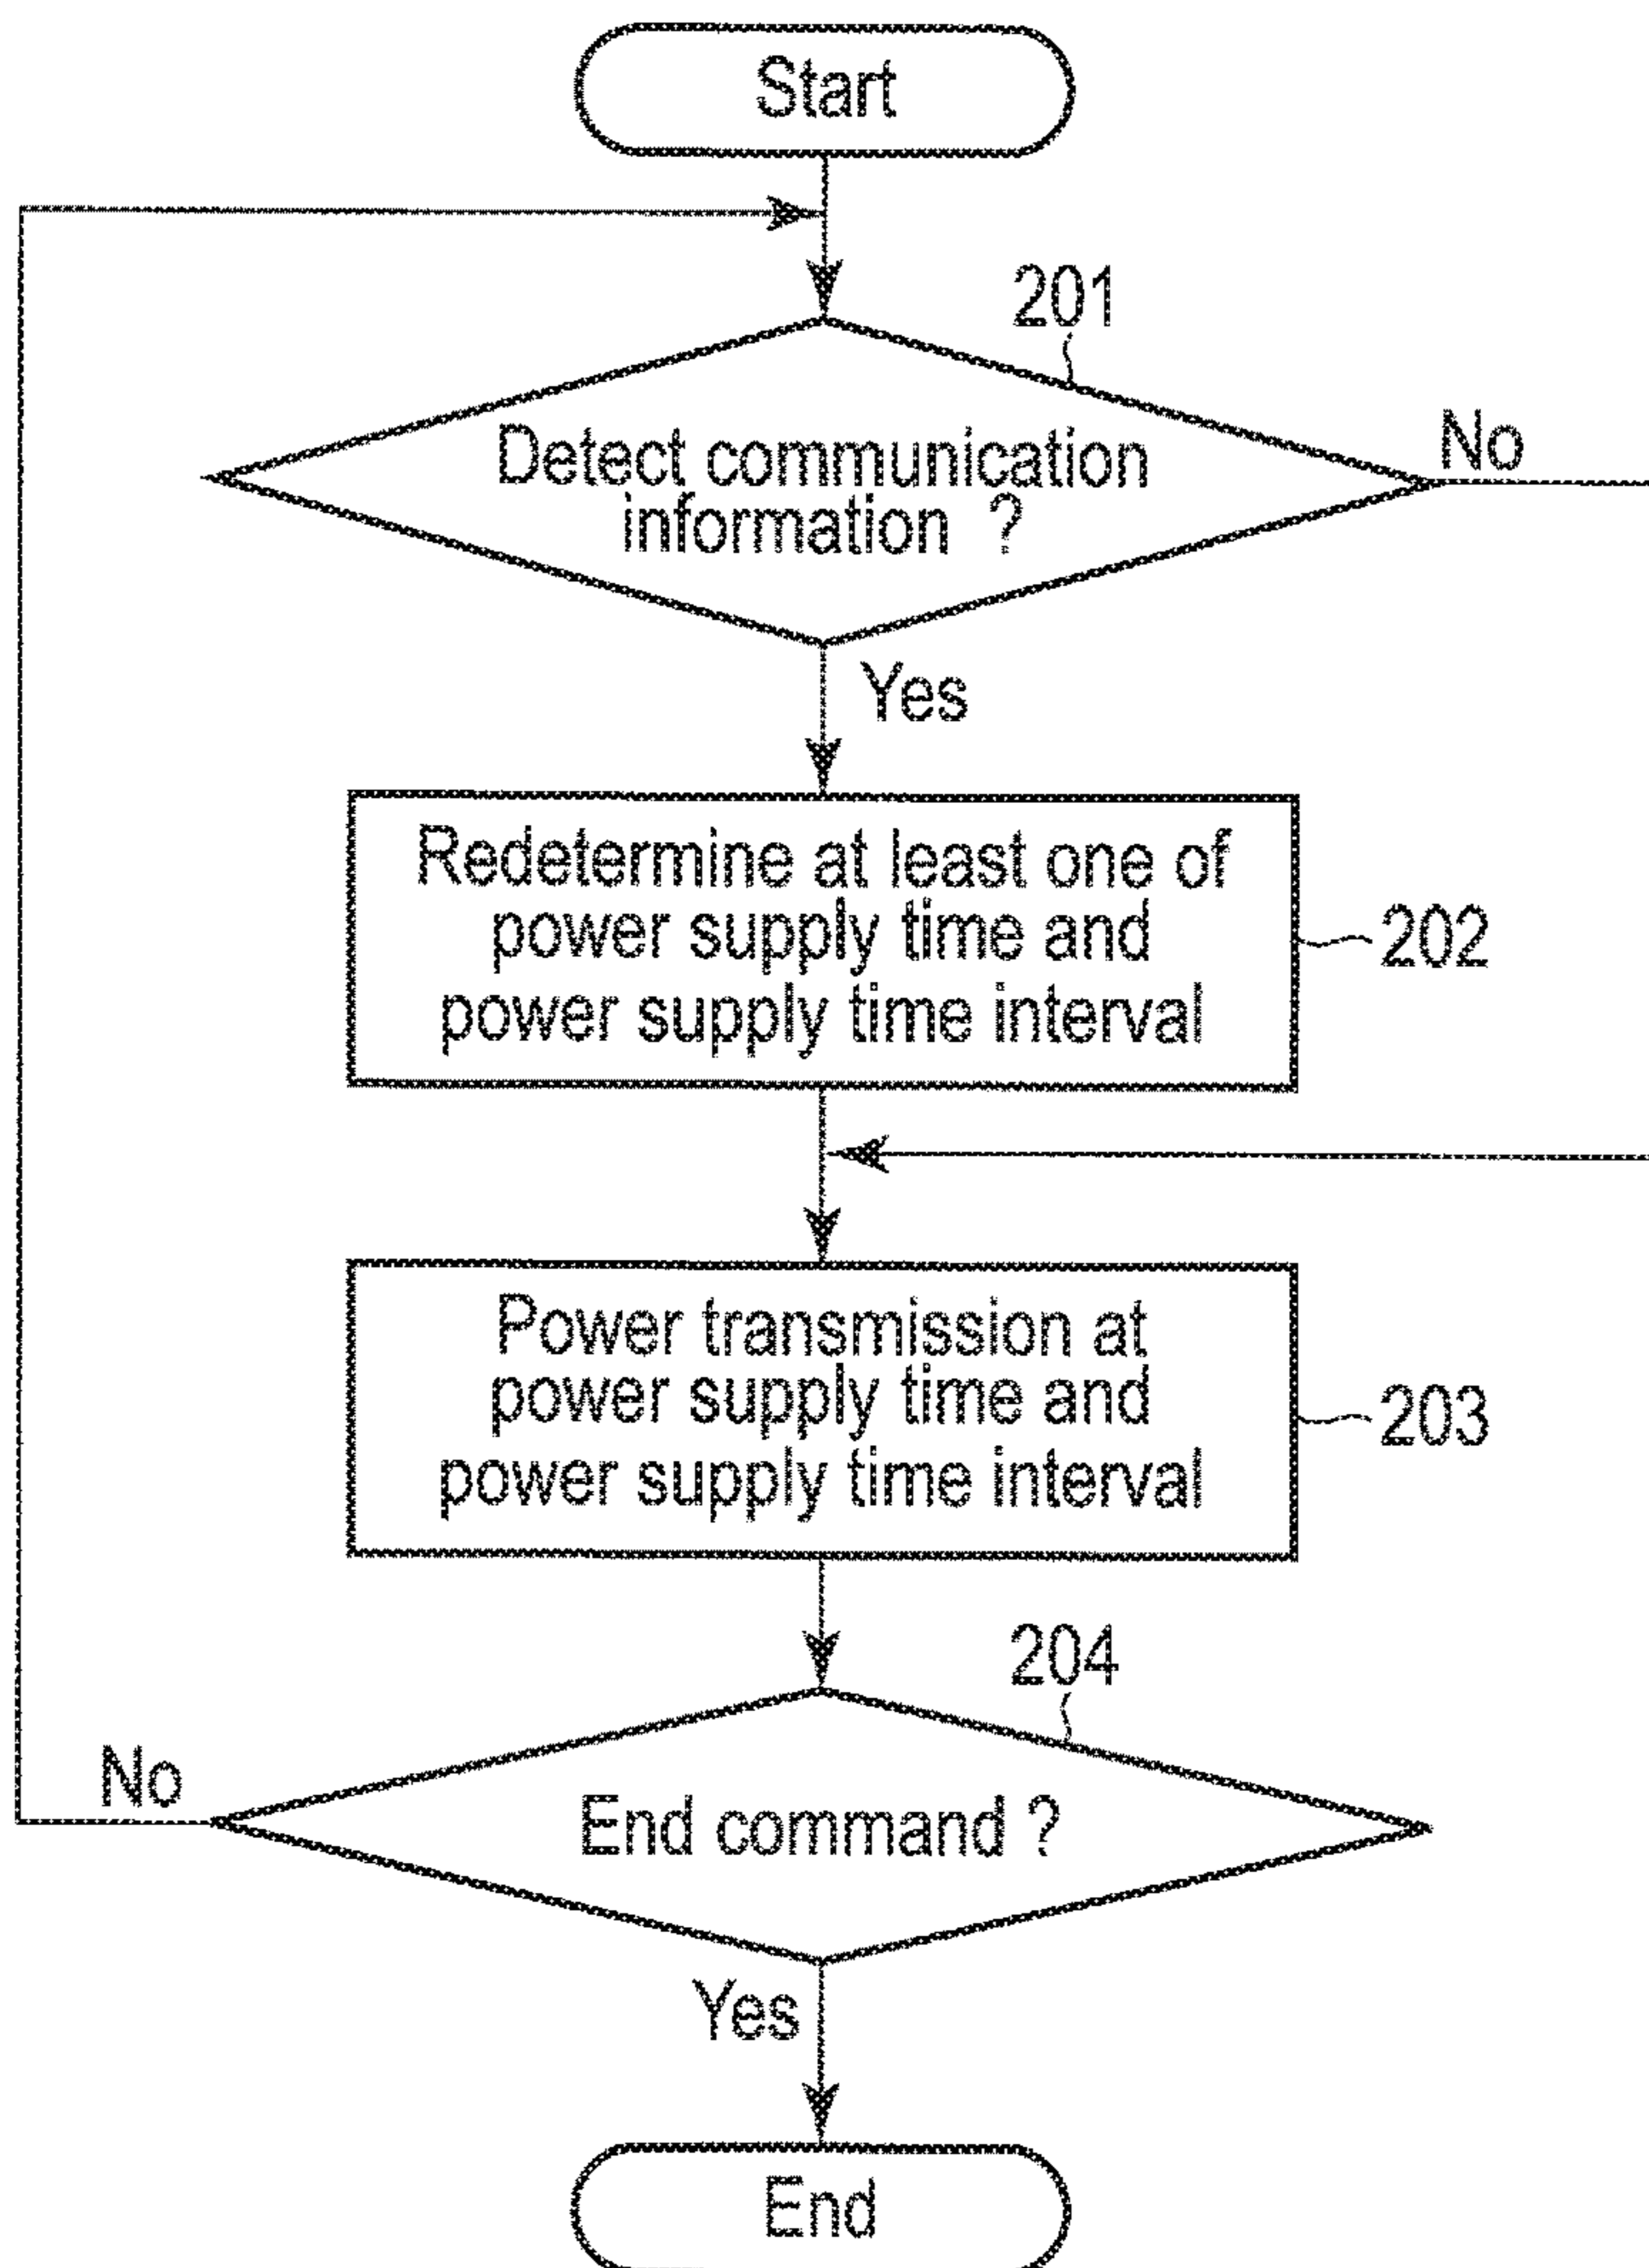 Start
201
Detect communication
information ?
No
Yes
Redetermine at least one of
power supply time and
power supply time interval
202
Power transmission at
power supply time and
power supply time interval
203
204
No
End command ?
Yes
End